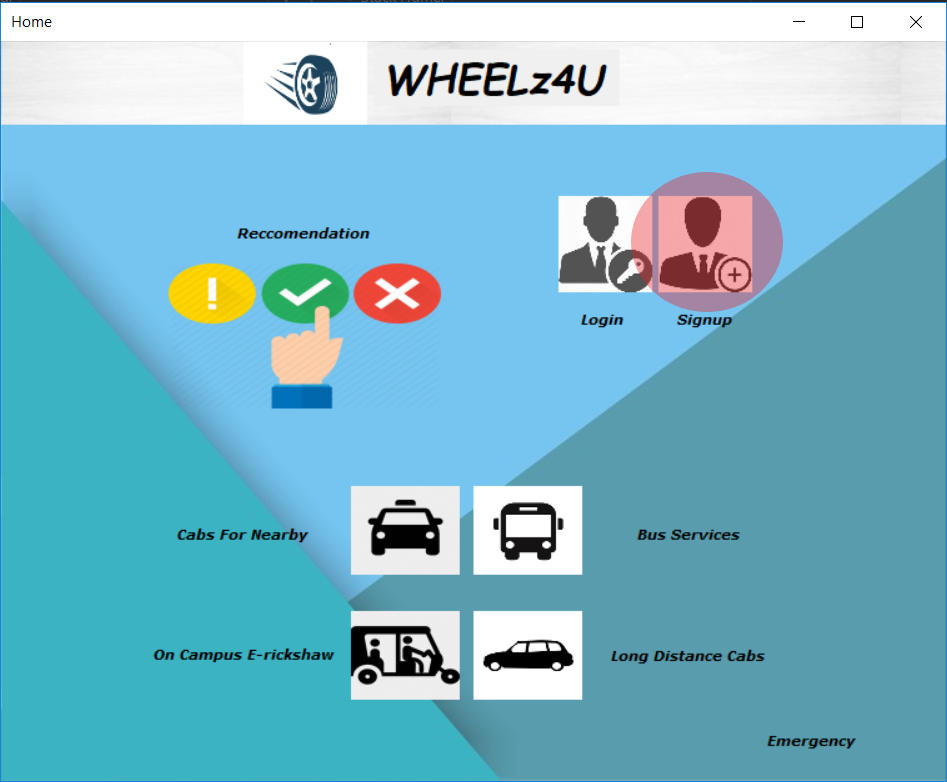 Home
WHEELz4U
Reccomendation
Login
Signup
Cabs For Nearby
Bus Services
On Campus E-rickshaw
Long Distance Cabs
Emergency